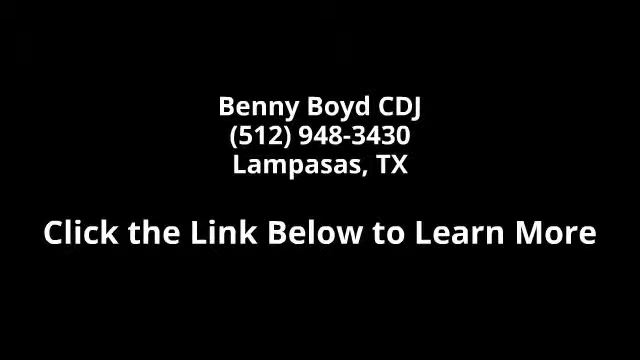 Benny Boyd CDJ
(512) 948-3430
Lampasas, TX
Click the Link Below to Learn More